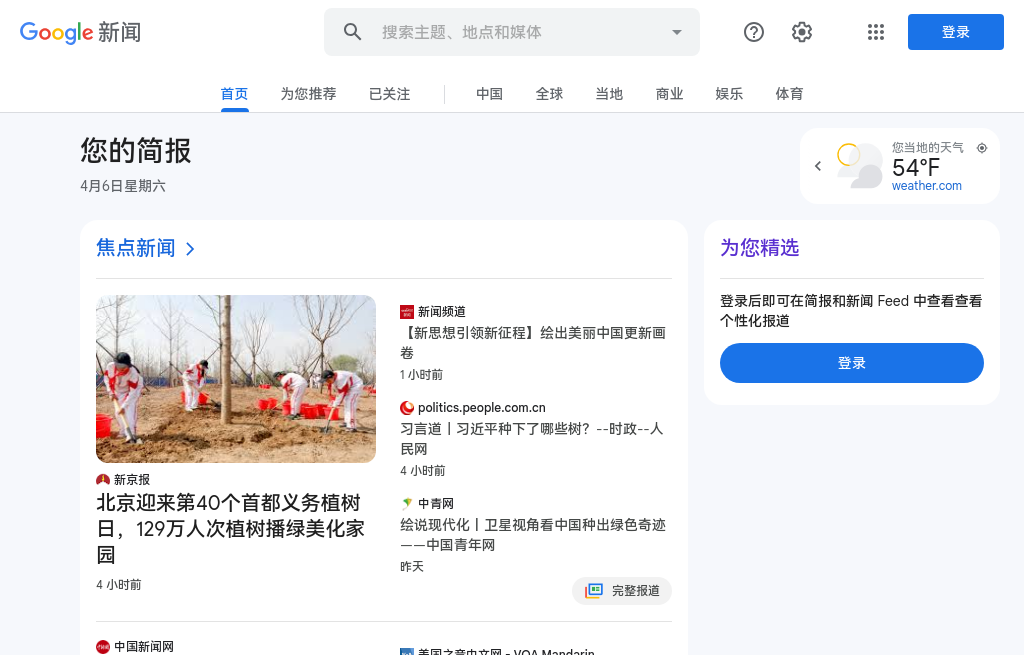 Google 新闻
搜索主题、地点和媒体
登录
首页
为您推荐
已关注
中国
全球
当地
商业
娱乐
体育
您的简报
4月6日星期六
您当地的天气
54°F
weather.com
焦点新闻
新京报
北京迎来第40个首都义务植树
日，129万人次植树播绿美化家
园
4 小时前
新闻频道
【新思想引领新征程】绘出美丽中国更新画
卷
1 小时前
politics.people.com.cn
习言道丨习近平种下了哪些树？--时政--人
民网
4 小时前
中青网
绘说现代化丨卫星视角看中国种出绿色奇迹
——中国青年网
昨天
完整报道
中国新闻网
美国之音中文网 - VOA Mandarin
为您精选
登录后即可在简报和新闻 Feed 中查看查看
个性化报道
登录